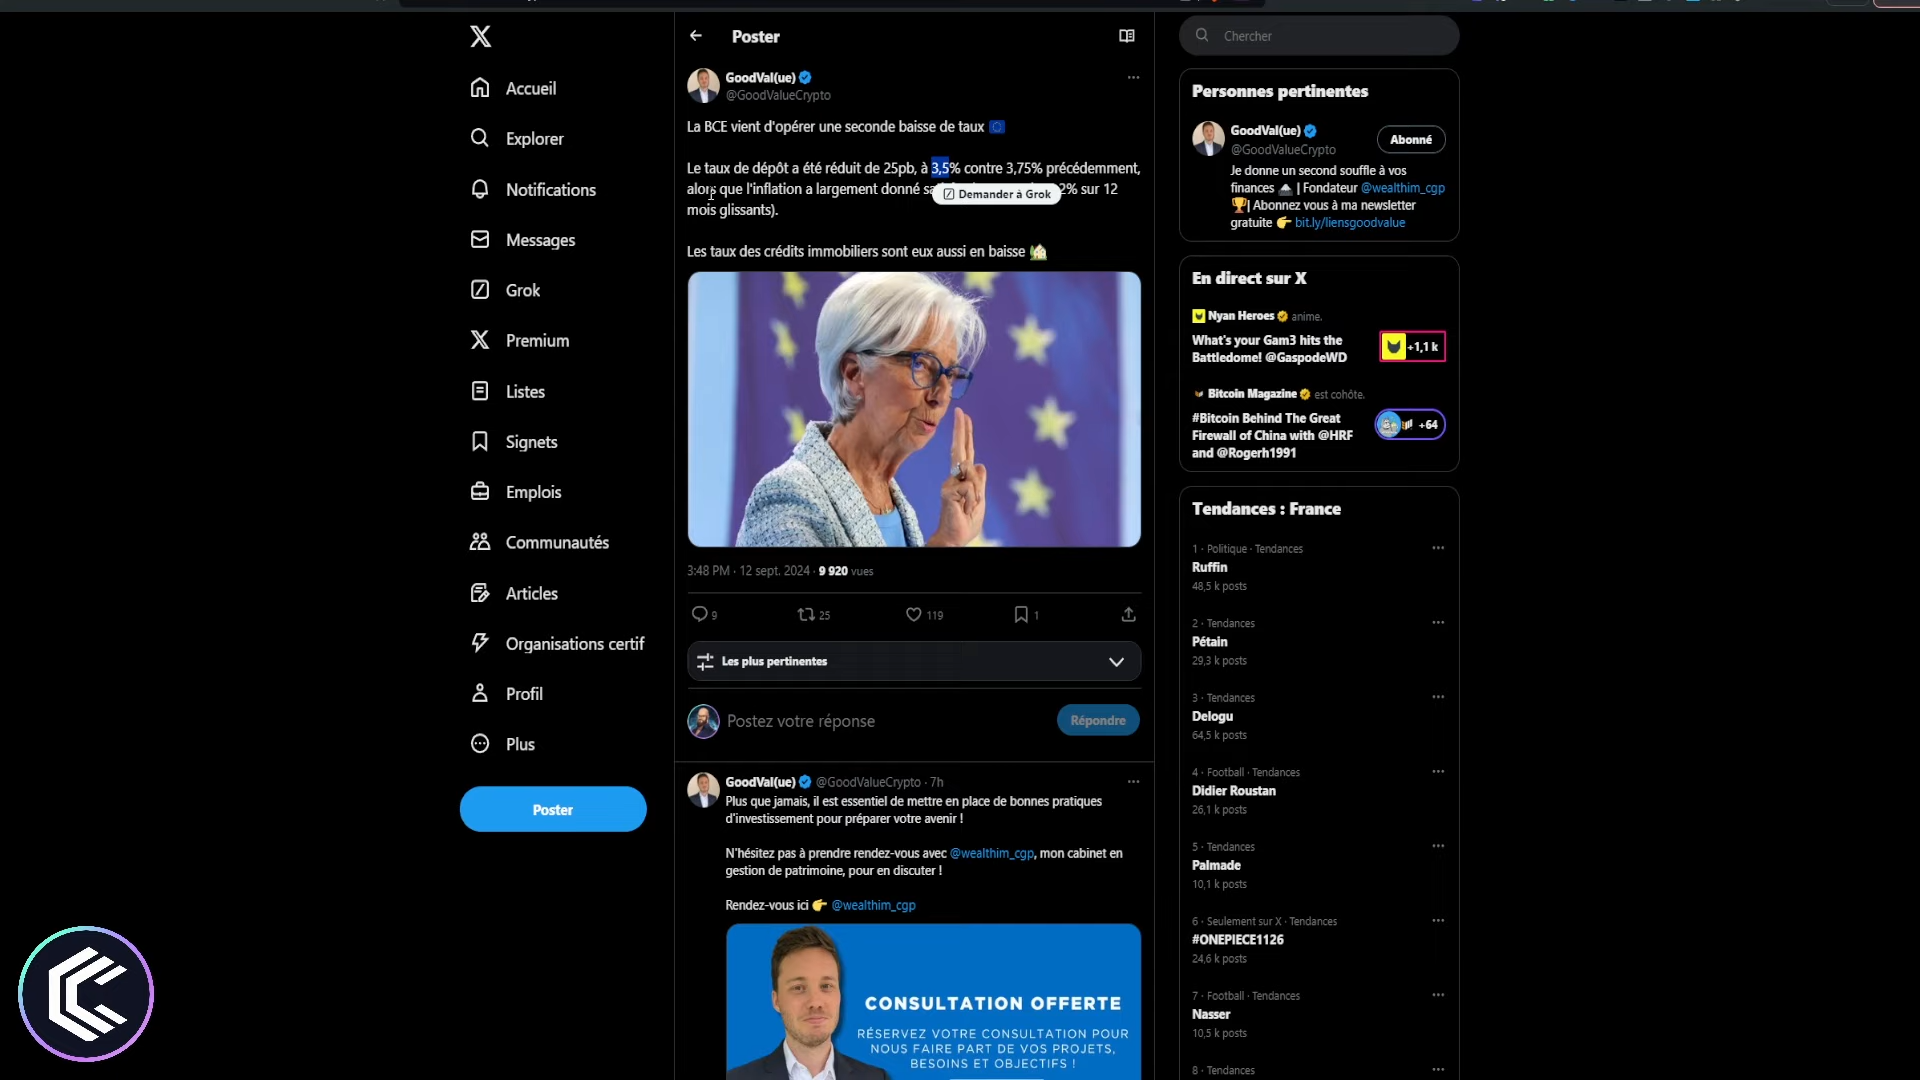 Accueil
Explorer
Notifications
Messages
Grok
Premium
Listes
Signets
Emplois
Communautés
Articles
Organisations certif
Profil
Plus
Poster
Poster
GoodVal(ue)
@GoodValueCrypto
La BCE vient d'opérer une seconde baisse de taux
Le taux de dépôt a été réduit de 25pb, à 3,5% contre 3,75% précédemment,
alors que l'inflation a largement donné 2% sur 12
Demander à Grok
mois glissants).
Les taux des crédits immobiliers sont eux aussi en baisse
3:48 PM · 12 sept. 2024 · 9 920 vues
9
25
119
1
Les plus pertinentes
Postez votre réponse
Répondre
GoodVal(ue) @GoodValueCrypto · 7h
Plus que jamais, il est essentiel de mettre en place de bonnes pratiques
d'investissement pour préparer votre avenir !
N'hésitez pas à prendre rendez-vous avec @wealthim_cgp, mon cabinet en
gestion de patrimoine, pour en discuter !
Rendez-vous ici 👉 @wealthim_cgp
CONSULTATION OFFERTE
RÉSERVEZ VOTRE CONSULTATION POUR
NOUS FAIRE PART DE VOS PROJETS,
BESOINS ET OBJECTIFS !
Chercher
Personnes pertinentes
GoodVal(ue)
@GoodValueCrypto
Abonné
Je donne un second souffle à vos
finances | Fondateur @wealthim_cgp
🏆| Abonnez vous à ma newsletter
gratuite 👉 bit.ly/liensgoodvalue
En direct sur X
Nyan Heroes anime.
What's your Gam3 hits the
Battledome! @GaspodeWD
+1,1 k
Bitcoin Magazine est cohôte.
#Bitcoin Behind The Great
Firewall of China with @HRF
and @Rogerh1991
+64
Tendances : France
1 · Politique · Tendances
Ruffin
48,5 k posts
2 · Tendances
Pétain
29,3 k posts
3 · Tendances
Delogu
64,5 k posts
4 · Football · Tendances
Didier Roustan
26,1 k posts
5 · Tendances
Palmade
10,1 k posts
6 · Seulement sur X · Tendances
#ONEPIECE1126
24,6 k posts
7 · Football · Tendances
Nasser
10,5 k posts
8 · Tendances